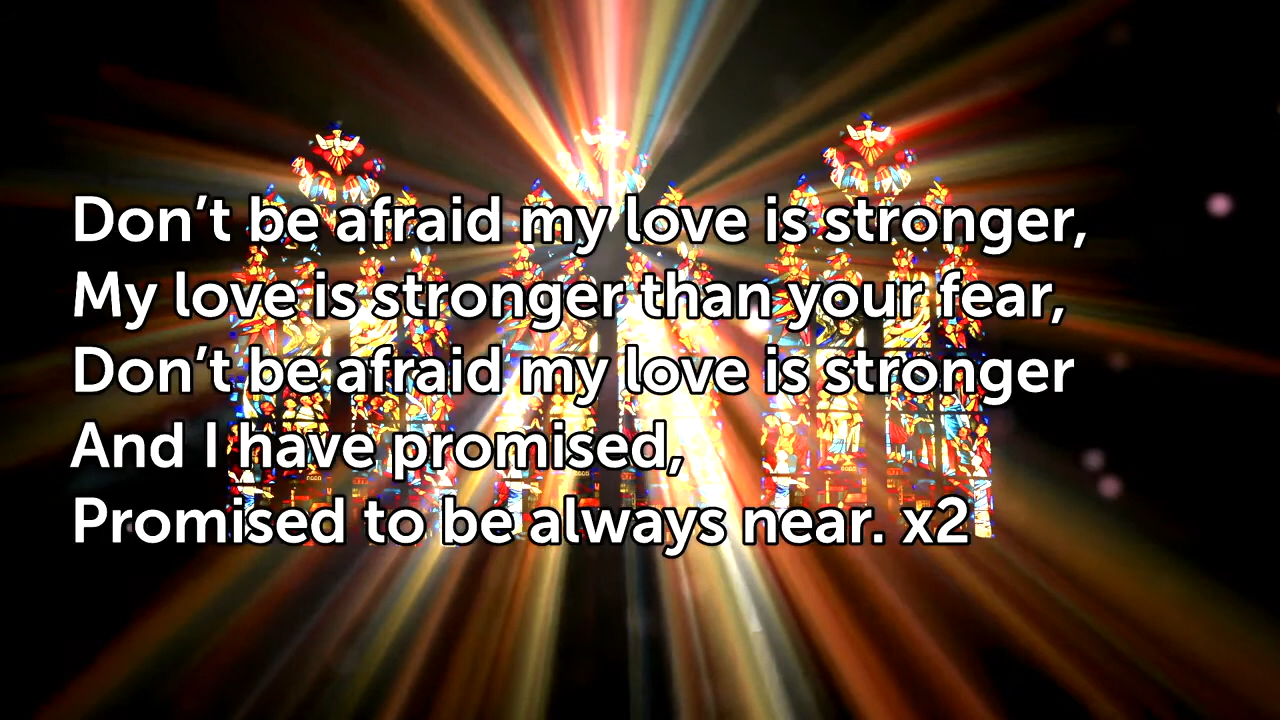 Don’t be afraid my love is stronger,
My love is stronger than your fear,
Don’t be afraid my love is stronger
And I have promised,
Promised to be always near. x2